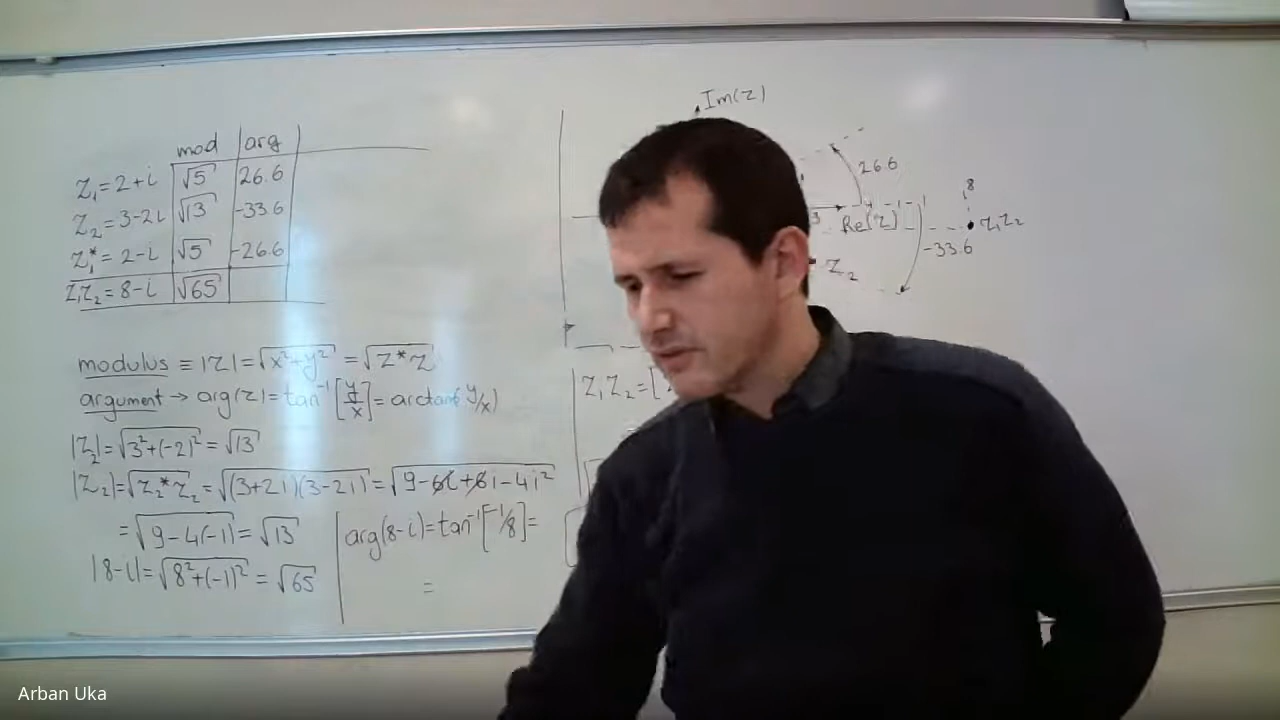 mod arg
Z₁=2+i √5 26.6
Z₂=3-2i √13 -33.6
Z₁*=2-i √5 -26.6
Z₁Z₂=8-i √65
modulus ≡ |Z|=√(x²+y²) =√(Z*Z)
argument → arg(z)=tan⁻¹[y/x]=arctan(y/x)
|Z₂|=√(3²+(-2)²)=√13
|Z₂|=√(Z₂*Z₂)=√((3+2i)(3-2i))=√(9-6i+6i-4i²)
=√(9-4(-1))=√13
|8-i|=√(8²+(-1)²)=√65
arg(8-i)=tan⁻¹[-1/8]=
=
Im(z)
26.6
8
3
Re(z)
Z₁Z₂
-33.6
Z₂
Z₁Z₂=[
Arban Uka